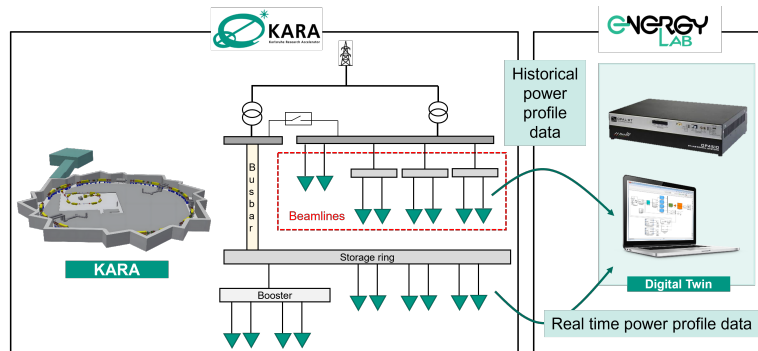 KARA
Karlsruhe Research Accelerator
ENERGY
LAB
Historical
power
profile
data
Busbar
Beamlines
Storage ring
Booster
KARA
Digital Twin
Real time power profile data